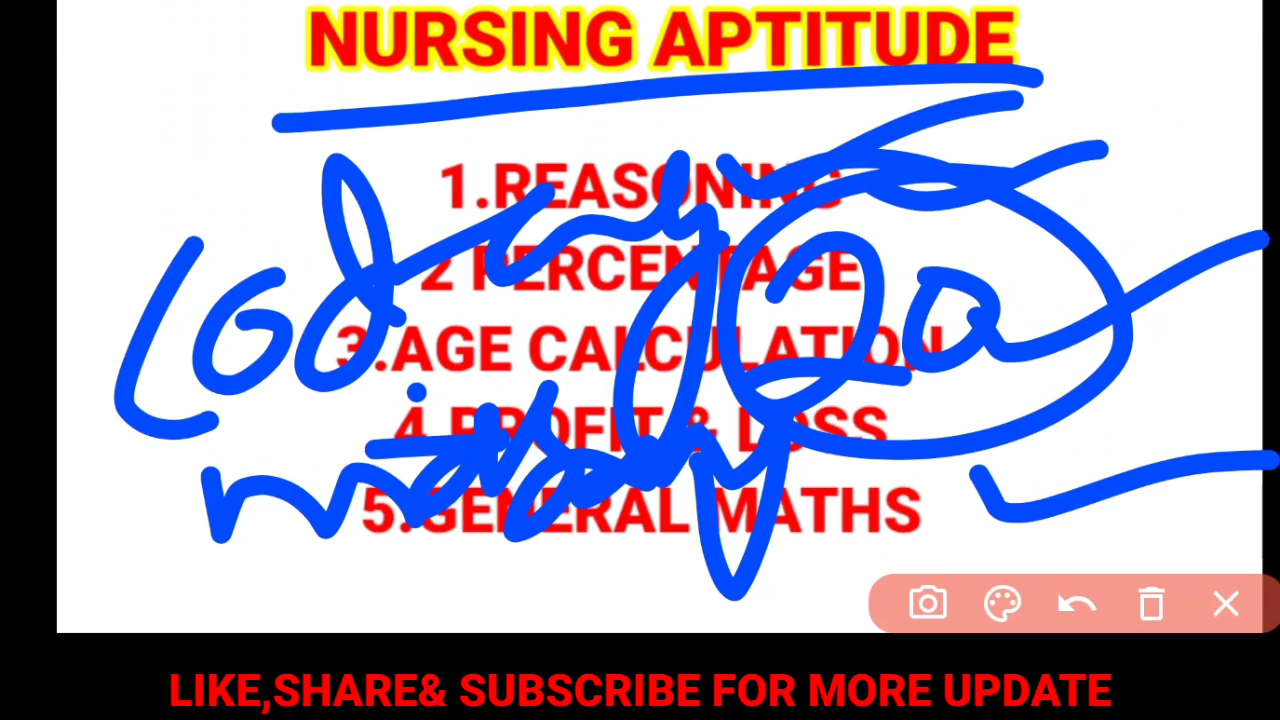 NURSING APTITUDE
1.REASONING
2 PERCENTAGE
3.AGE CALCULATION
4.PROFIT & LOSS
5.GENERAL MATHS
20
LIKE,SHARE& SUBSCRIBE FOR MORE UPDATE